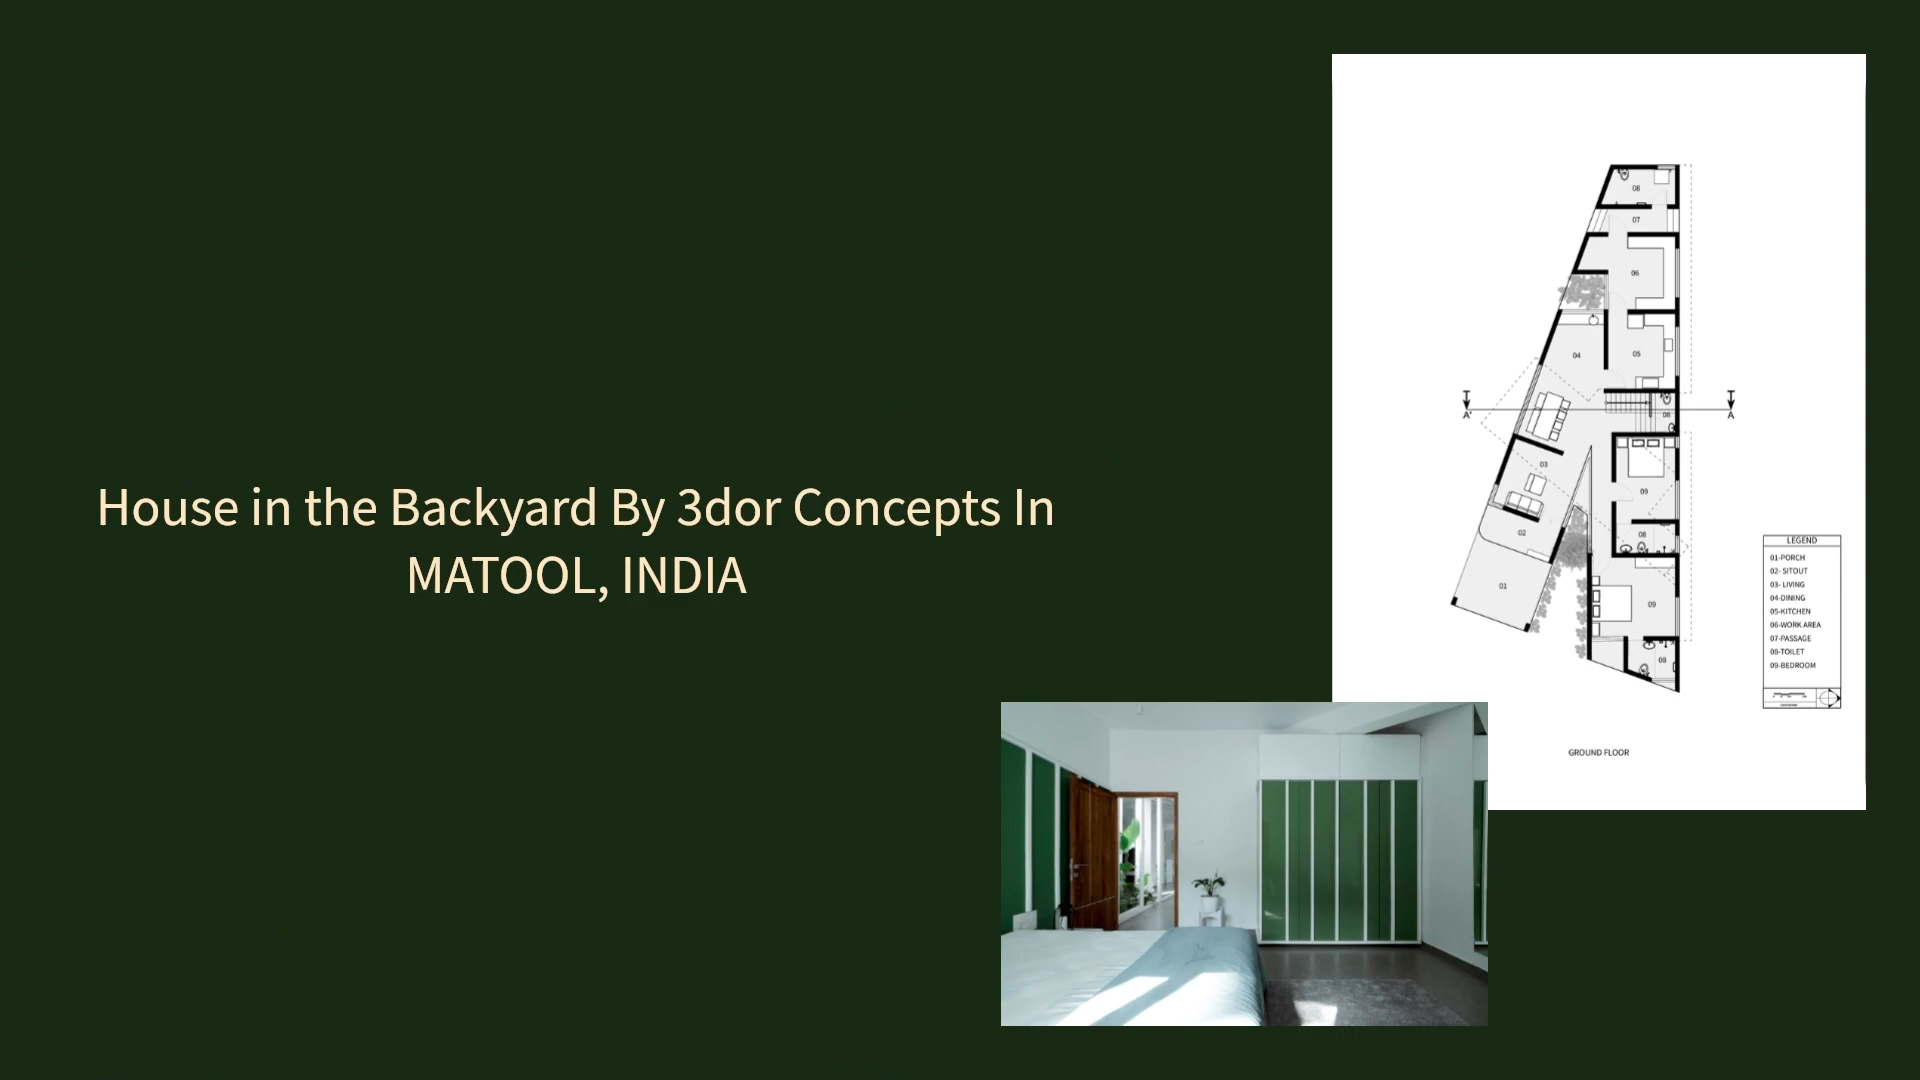 House in the Backyard By 3dor Concepts In
MATOOL, INDIA
08
07
06
04
05
A'
A
08
03
09
02
08
01
09
08
LEGEND
01-PORCH
02- SITOUT
03- LIVING
04-DINING
05-KITCHEN
06-WORK AREA
07-PASSAGE
08-TOILET
09-BEDROOM
GROUND FLOOR